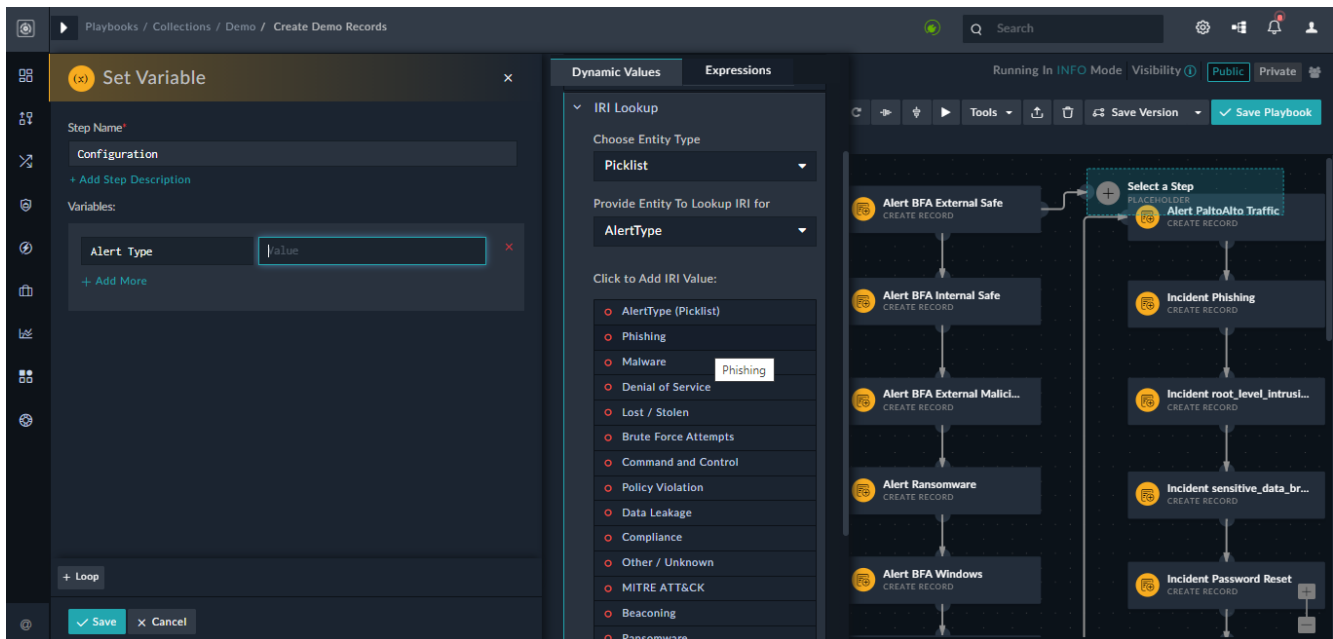 Playbooks / Collections / Demo / Create Demo Records
Search
(x) Set Variable
Step Name*
Configuration
+ Add Step Description
Variables:
Alert Type
Value
+ Add More
+ Loop
Save
Cancel
@
Dynamic Values
Expressions
IRI Lookup
Choose Entity Type
Picklist
Provide Entity To Lookup IRI for
AlertType
Click to Add IRI Value:
AlertType (Picklist)
Phishing
Malware
Phishing
Denial of Service
Lost / Stolen
Brute Force Attempts
Command and Control
Policy Violation
Data Leakage
Compliance
Other / Unknown
MITRE ATT&CK
Beaconing
Ransomware
Running In INFO Mode Visibility Public Private
Tools
Save Version
Save Playbook
Alert BFA External Safe
CREATE RECORD
Alert BFA Internal Safe
CREATE RECORD
Alert BFA External Malici...
CREATE RECORD
Alert Ransomware
CREATE RECORD
Alert BFA Windows
CREATE RECORD
Select a Step
PLACEHOLDER
Alert PaltoAlto Traffic
CREATE RECORD
Incident Phishing
CREATE RECORD
Incident root_level_intrusi...
CREATE RECORD
Incident sensitive_data_br...
CREATE RECORD
Incident Password Reset
CREATE RECORD